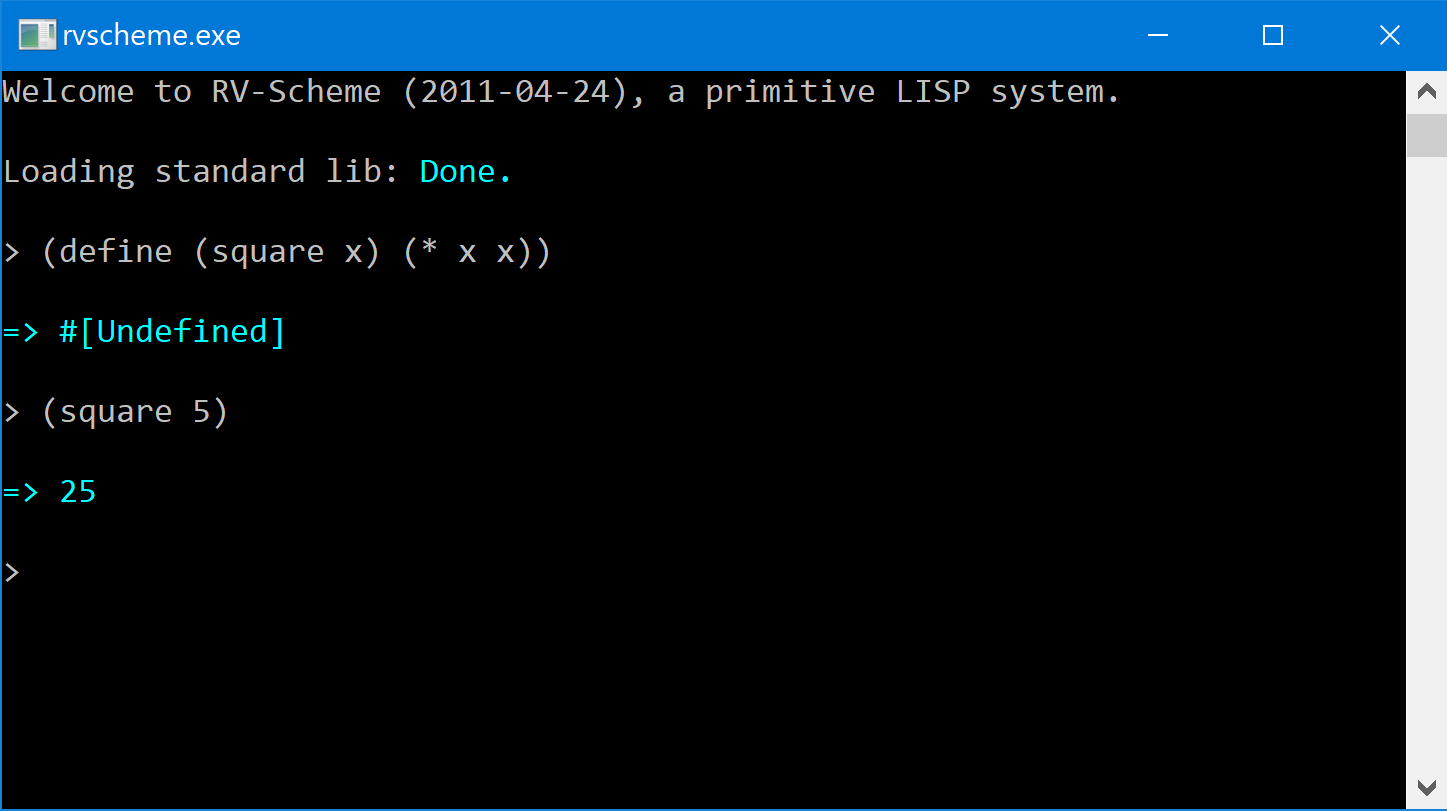 rvscheme.exe
Welcome to RV-Scheme (2011-04-24), a primitive LISP system.
Loading standard lib: Done.
> (define (square x) (* x x))
=> #[Undefined]
> (square 5)
=> 25
>